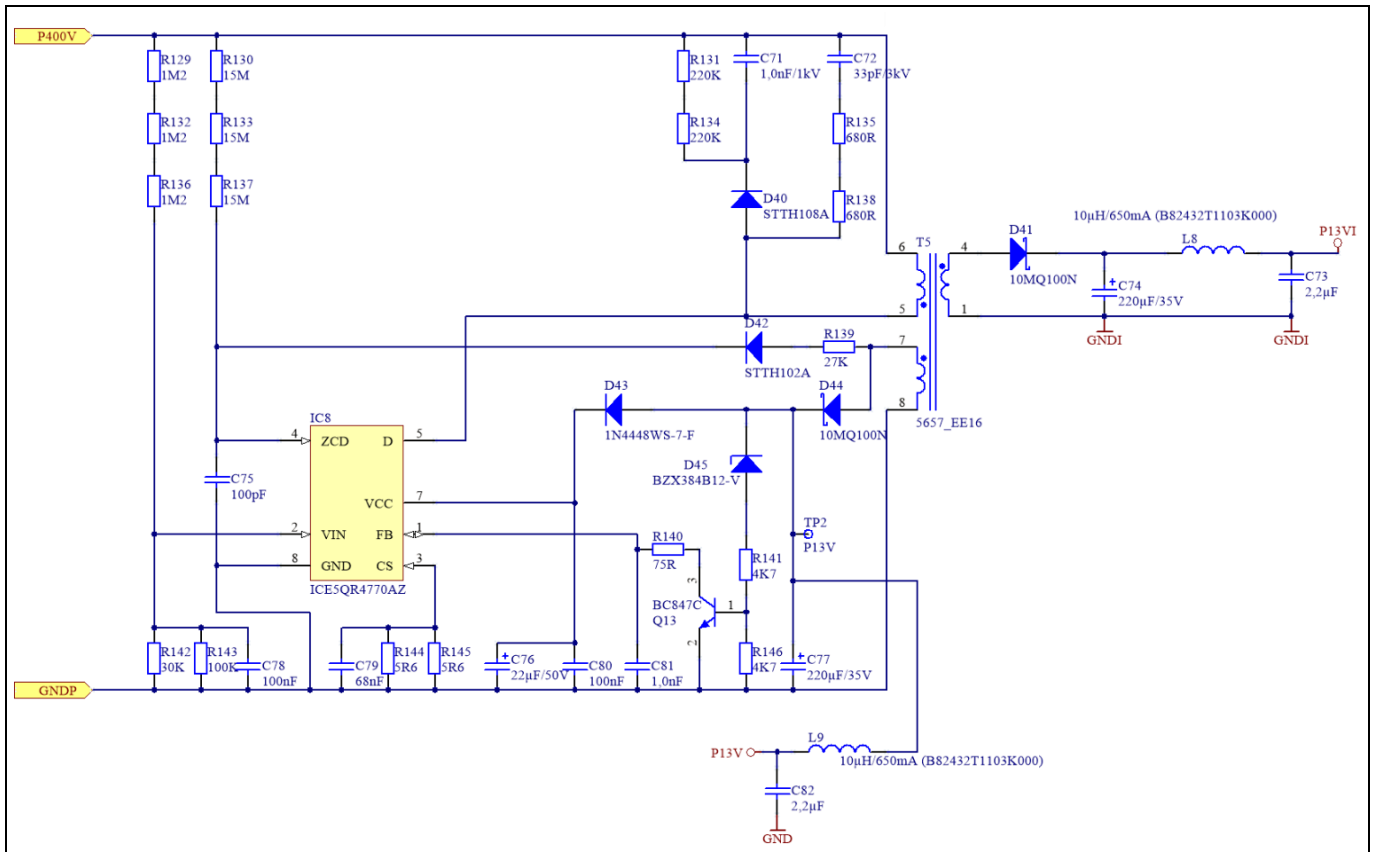 P400V
R129
1M2
R130
15M
R131
220K
C71
1,0nF/1kV
C72
33pF/3kV
R132
1M2
R133
15M
R134
220K
R135
680R
R136
1M2
R137
15M
D40
STTH108A
R138
680R
10µH/650mA (B82432T1103K000)
P13VI
6
T5
4
D41
L8
10MQ100N
C74
220µF/35V
C73
2,2µF
5
1
GNDI
GNDI
D42
STTH102A
R139
27K
7
D43
1N4448WS-7-F
D44
10MQ100N
8
5657_EE16
IC8
4
ZCD
D
5
C75
100pF
D45
BZX384B12-V
VCC
7
2
VIN
FB
1
8
GND
CS
3
ICE5QR4770AZ
R140
75R
TP2
P13V
R141
4K7
3
BC847C
Q13
1
2
R142
30K
R143
100K
C78
100nF
C79
68nF
R144
5R6
R145
5R6
C76
22µF/50V
C80
100nF
C81
1,0nF
R146
4K7
C77
220µF/35V
GNDP
P13V
L9
10µH/650mA (B82432T1103K000)
C82
2,2µF
GND